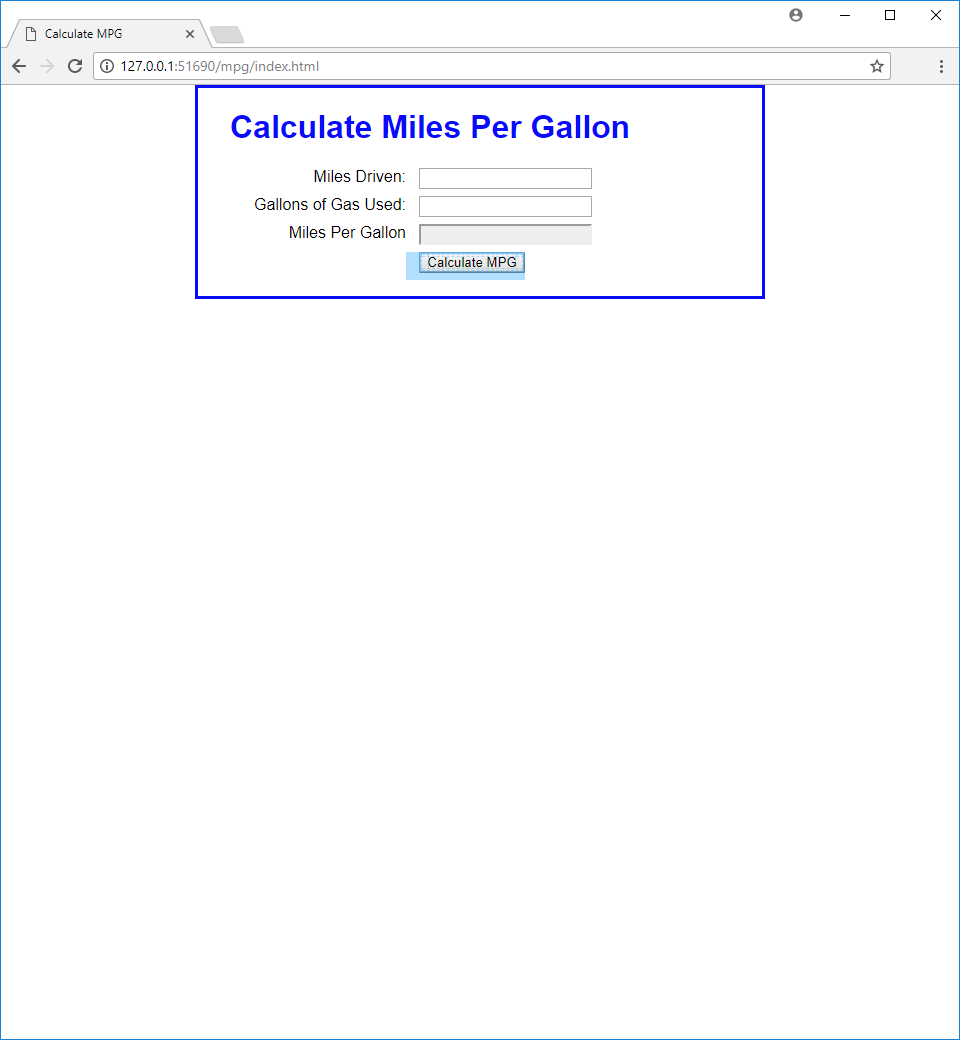 Calculate MPG
127.0.0.1:51690/mpg/index.html
Calculate Miles Per Gallon
Miles Driven:
Gallons of Gas Used:
Miles Per Gallon
Calculate MPG